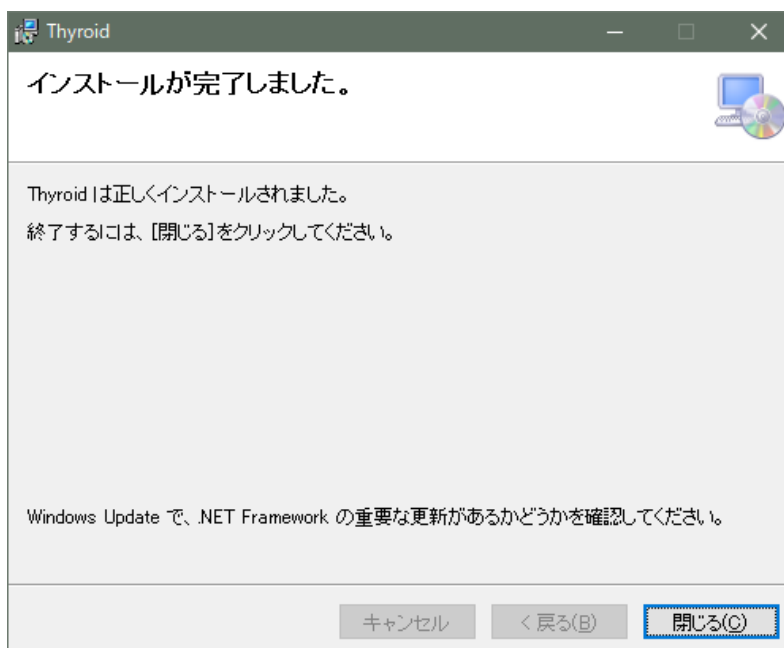 Thyroid
インストールが完了しました。
Thyroid は正しくインストールされました。
終了するには、[閉じる]をクリックしてください。
Windows Update で、.NET Framework の重要な更新があるかどうかを確認してください。
キャンセル
< 戻る(B)
閉じる(C)